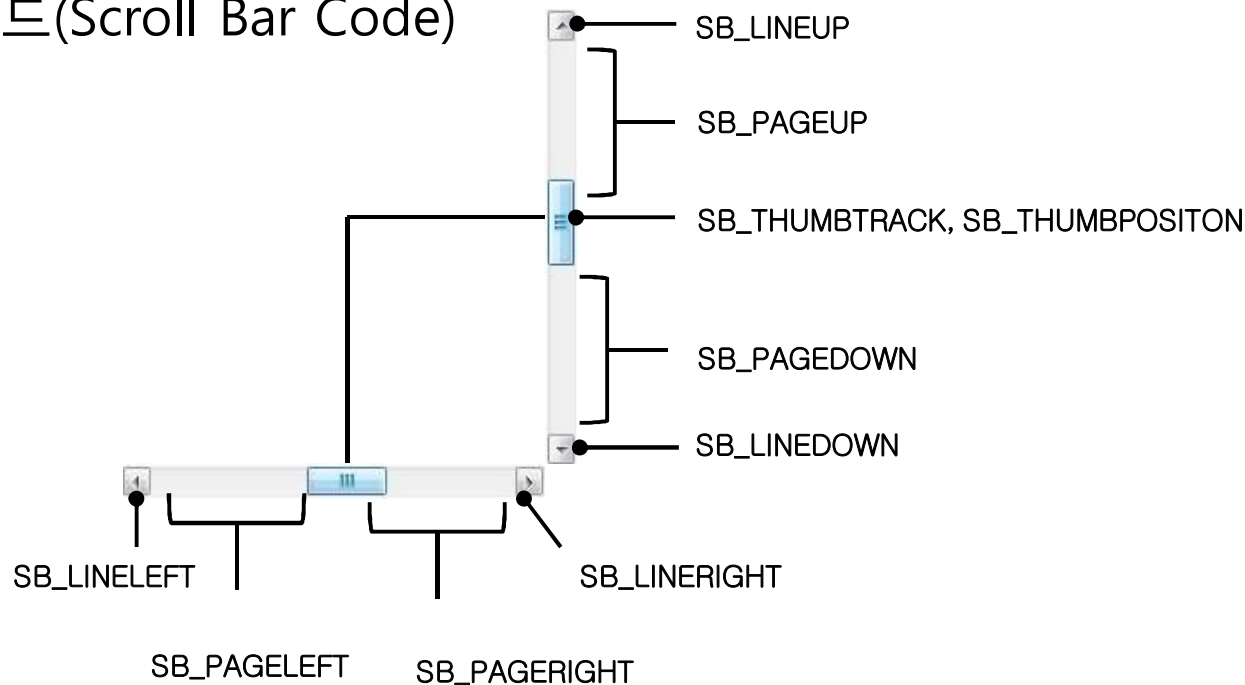 드(Scroll Bar Code)
SB_LINEUP
SB_PAGEUP
SB_THUMBTRACK, SB_THUMBPOSITON
SB_PAGEDOWN
SB_LINEDOWN
SB_LINELEFT
SB_LINERIGHT
SB_PAGELEFT
SB_PAGERIGHT